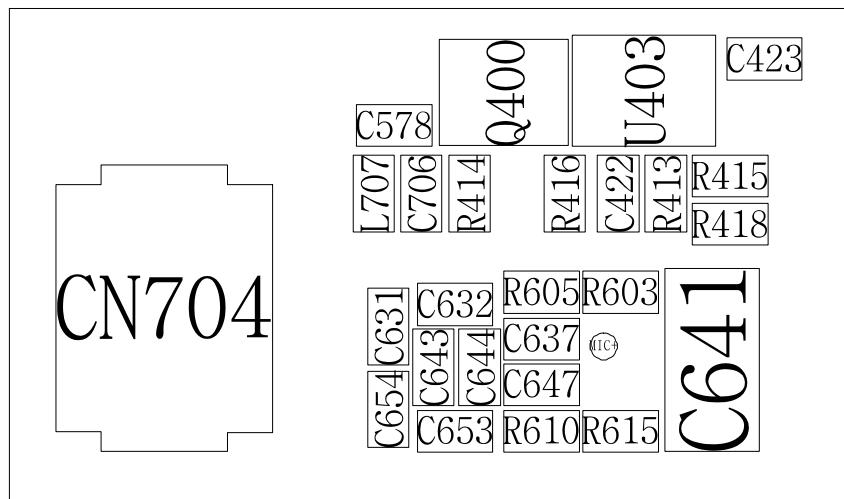 Q400
U403
C423
C578
L707
C706
R414
R416
C422
R413
R415
R418
CN704
C631
C632
R605
R603
C641
C643
C644
C637
MIC+
C654
C647
C653
R610
R615